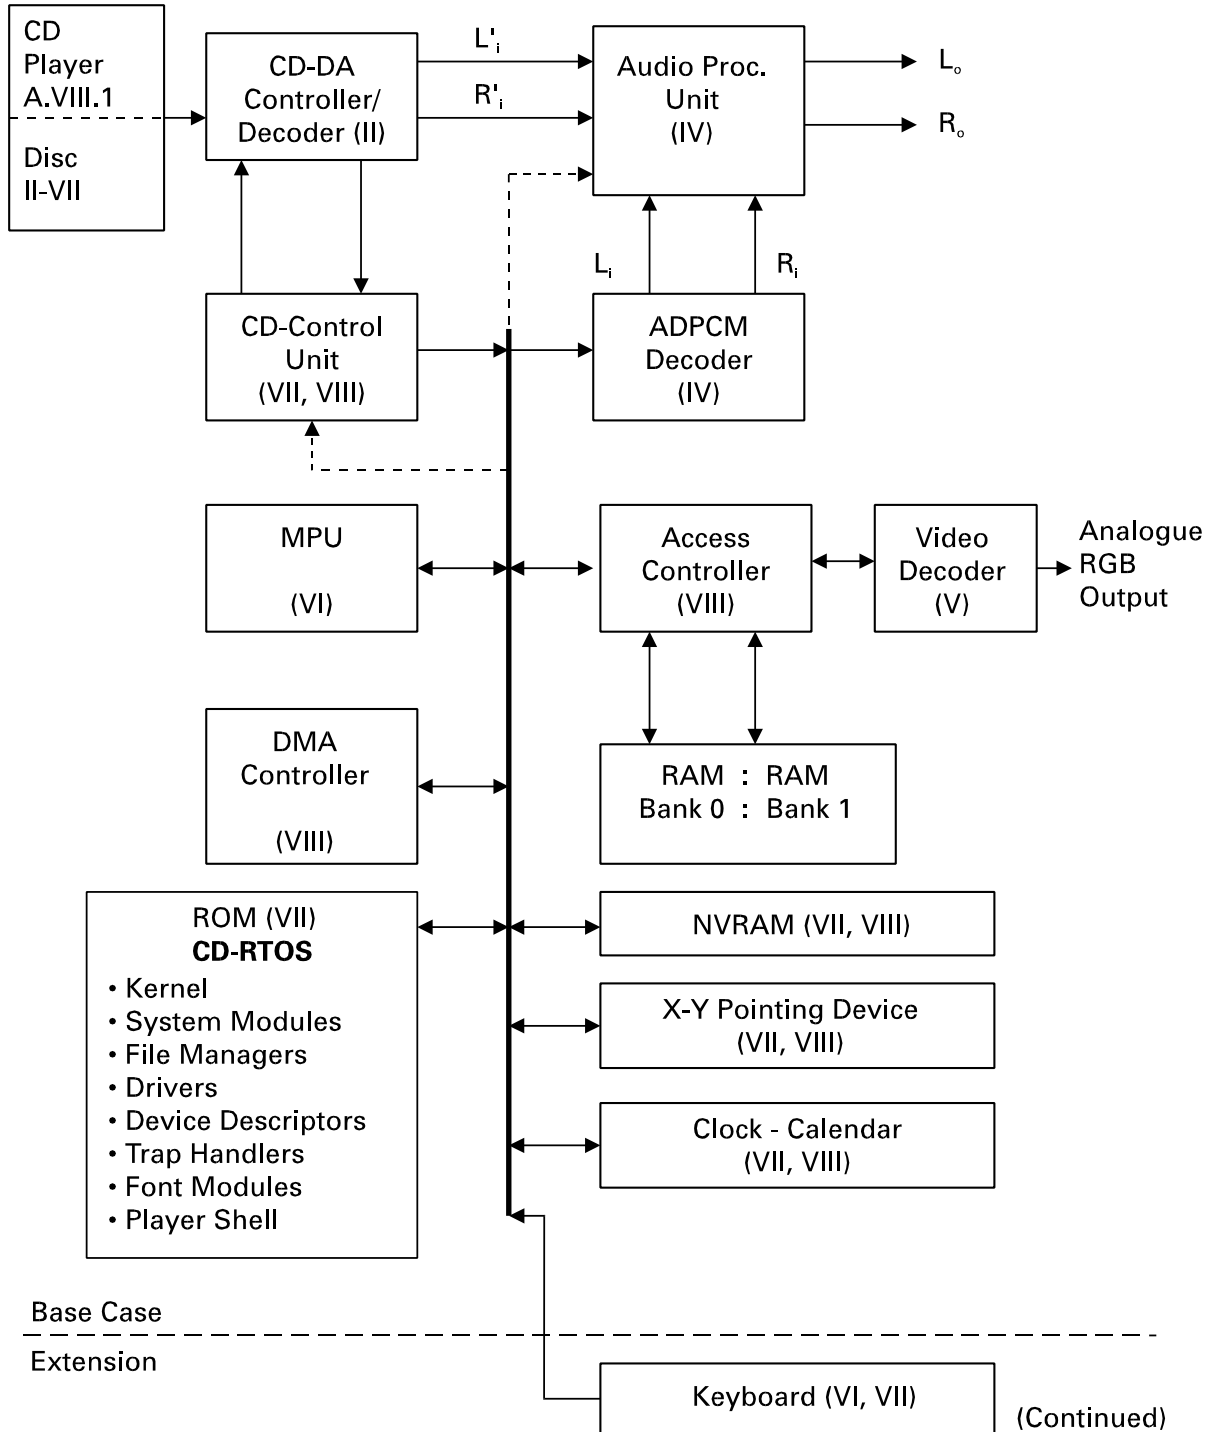 CD
Player
A.VIII.1
Disc
II-VII
CD-DA
Controller/
Decoder (II)
L'i
R'i
Audio Proc.
Unit
(IV)
Lo
Ro
Li
Ri
CD-Control
Unit
(VII, VIII)
ADPCM
Decoder
(IV)
MPU
(VI)
Access
Controller
(VIII)
Video
Decoder
(V)
Analogue
RGB
Output
DMA
Controller
(VIII)
RAM : RAM
Bank 0 : Bank 1
ROM (VII)
CD-RTOS
• Kernel
• System Modules
• File Managers
• Drivers
• Device Descriptors
• Trap Handlers
• Font Modules
• Player Shell
NVRAM (VII, VIII)
X-Y Pointing Device
(VII, VIII)
Clock - Calendar
(VII, VIII)
Base Case
Extension
Keyboard (VI, VII)
(Continued)